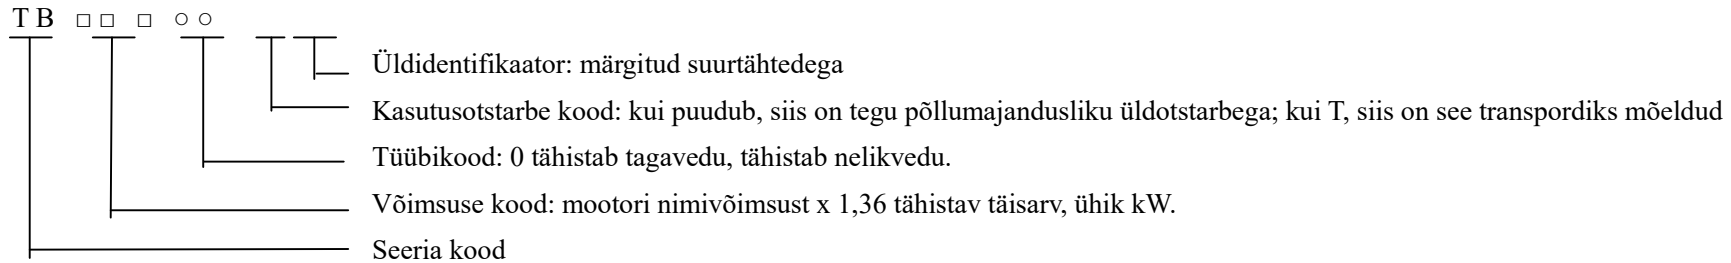 T B □ □ □ ○ ○
Üldidentifikaator: märgitud suurtähtedega
Kasutusotstarbe kood: kui puudub, siis on tegu põllumajandusliku üldotstarbega; kui T, siis on see transpordiks mõeldud
Tüübikood: 0 tähistab tagavedu, tähistab nelikvedu.
Võimsuse kood: mootori nimivõimsust x 1,36 tähistav täisarv, ühik kW.
Seeria kood